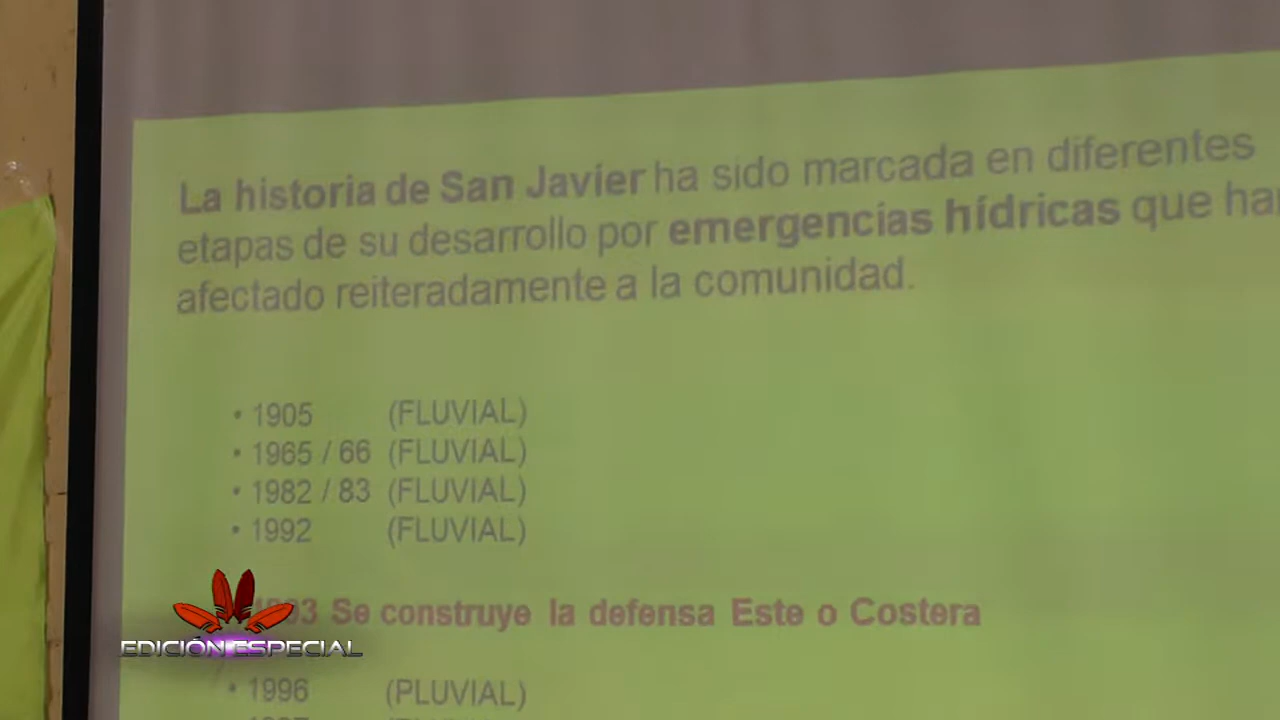 La historia de San Javier ha sido marcada en diferentes
etapas de su desarrollo por emergencias hídricas que
afectado reiteradamente a la comunidad.
• 1905 (FLUVIAL)
• 1965 / 66 (FLUVIAL)
• 1982 / 83 (FLUVIAL)
• 1992 (FLUVIAL)
Se construye la defensa Este o Costera
EDICIÓN ESPECIAL
• 1996 (PLUVIAL)